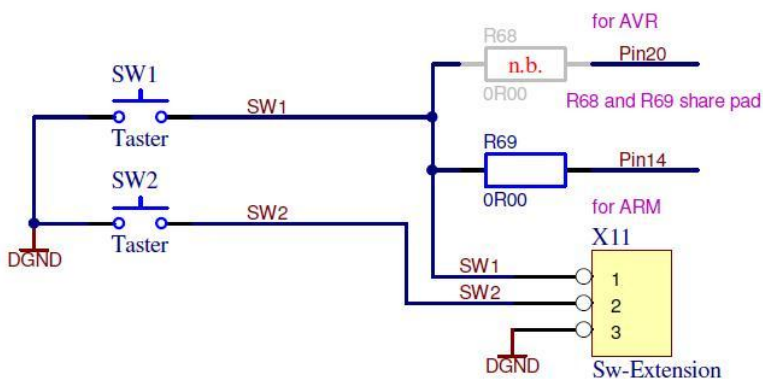 for AVR
R68
Pin20
n.b.
0R00
R68 and R69 share pad
SW1
SW1
Taster
R69
Pin14
0R00
SW2
SW2
Taster
for ARM
DGND
X11
SW1
1
SW2
2
3
DGND
Sw-Extension